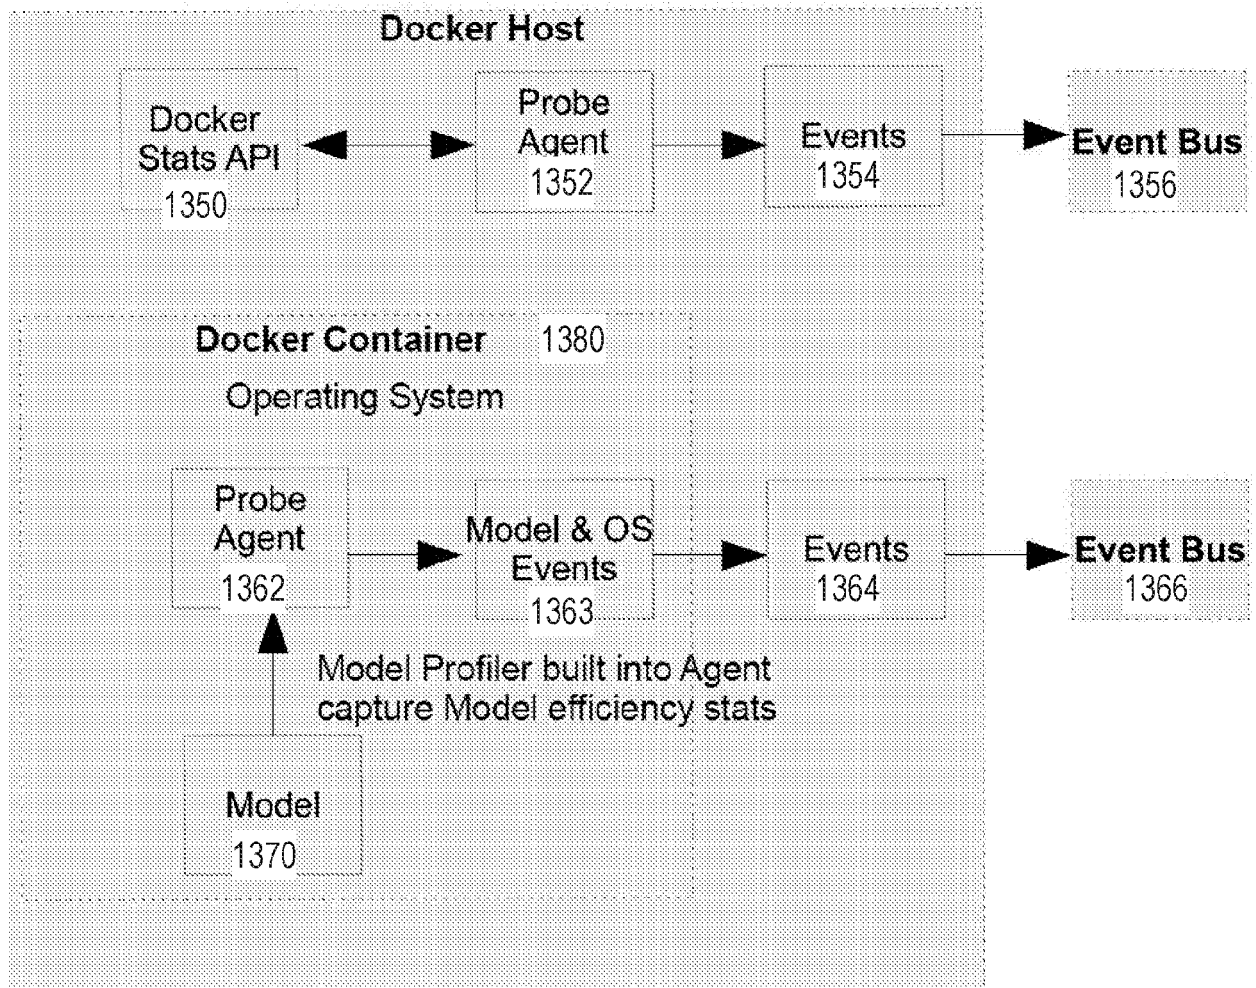 Docker Host
Docker
Stats API
1350
Probe
Agent
1352
Events
1354
Event Bus
1356
Docker Container 1380
Operating System
Probe
Agent
1362
Model & OS
Events
1363
Events
1364
Event Bus
1366
Model Profiler built into Agent
capture Model efficiency stats
Model
1370